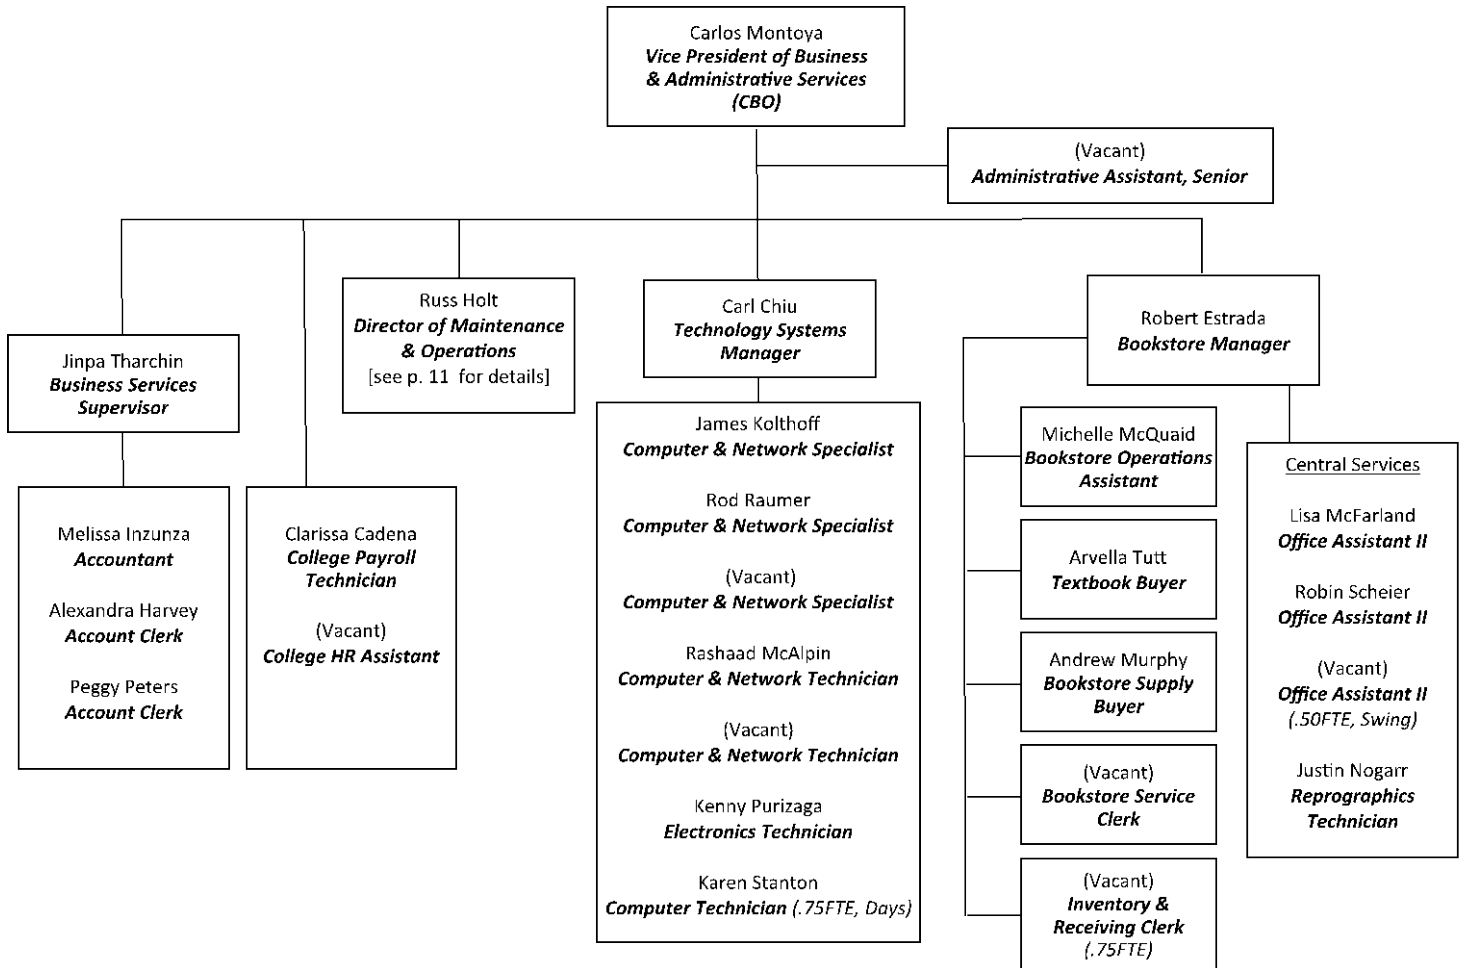 Carlos Montoya
Vice President of Business
& Administrative Services
(CBO)
(Vacant)
Administrative Assistant, Senior
Jinpa Tharchin
Business Services
Supervisor
Melissa Inzunza
Accountant
Alexandra Harvey
Account Clerk
Peggy Peters
Account Clerk
Clarissa Cadena
College Payroll
Technician
(Vacant)
College HR Assistant
Russ Holt
Director of Maintenance
& Operations
[see p. 11 for details]
Carl Chiu
Technology Systems
Manager
James Kolthoff
Computer & Network Specialist
Rod Raumer
Computer & Network Specialist
(Vacant)
Computer & Network Specialist
Rashaad McAlpin
Computer & Network Technician
(Vacant)
Computer & Network Technician
Kenny Purizaga
Electronics Technician
Karen Stanton
Computer Technician (.75FTE, Days)
Robert Estrada
Bookstore Manager
Michelle McQuaid
Bookstore Operations
Assistant
Arvella Tutt
Textbook Buyer
Andrew Murphy
Bookstore Supply
Buyer
(Vacant)
Bookstore Service
Clerk
(Vacant)
Inventory &
Receiving Clerk
(.75FTE)
Central Services
Lisa McFarland
Office Assistant II
Robin Scheier
Office Assistant II
(Vacant)
Office Assistant II
(.50FTE, Swing)
Justin Nogarr
Reprographics
Technician